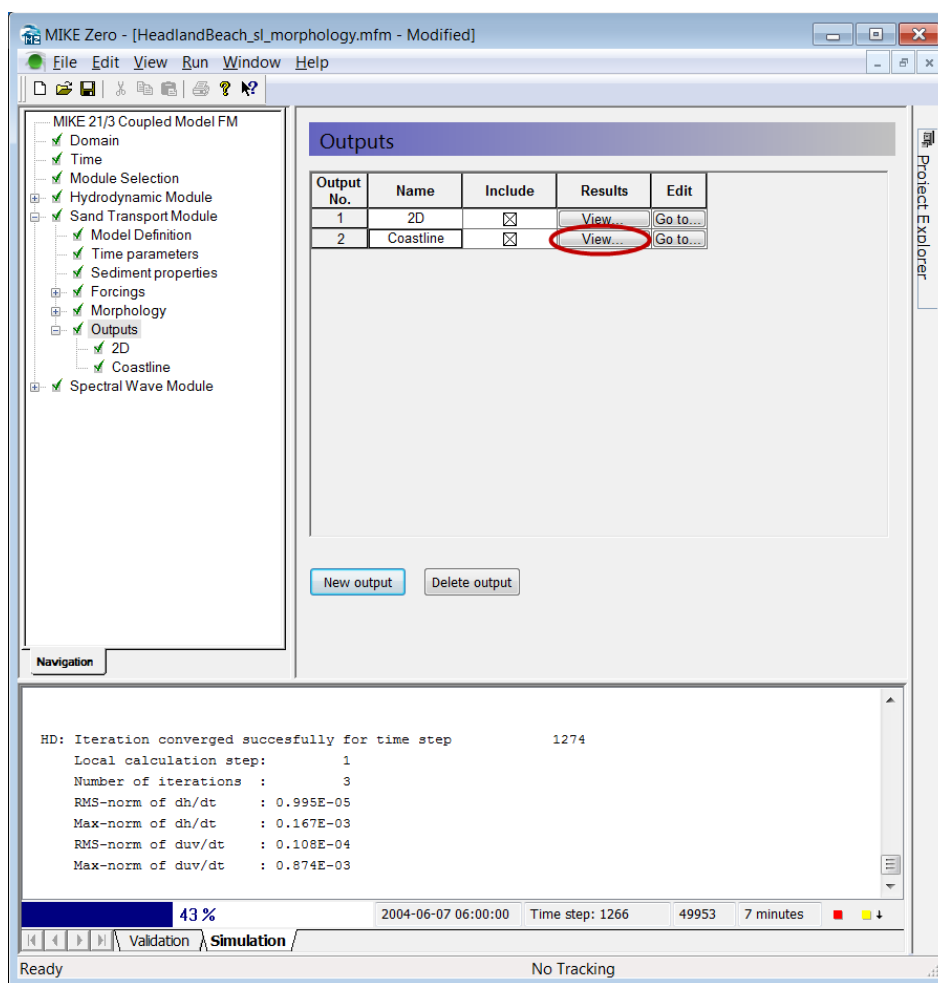 MIKE Zero - [HeadlandBeach_sl_morphology.mfm - Modified]
File Edit View Run Window Help
MIKE 21/3 Coupled Model FM
Domain
Time
Module Selection
Hydrodynamic Module
Sand Transport Module
Model Definition
Time parameters
Sediment properties
Forcings
Morphology
Outputs
2D
Coastline
Spectral Wave Module
Navigation
Outputs
Output No. Name Include Results Edit
1 2D View... Go to...
2 Coastline View... Go to...
New output Delete output
Project Explorer
HD: Iteration converged succesfully for time step 1274
Local calculation step: 1
Number of iterations : 3
RMS-norm of dh/dt : 0.995E-05
Max-norm of dh/dt : 0.167E-03
RMS-norm of duv/dt : 0.108E-04
Max-norm of duv/dt : 0.874E-03
43 % 2004-06-07 06:00:00 Time step: 1266 49953 7 minutes
Validation Simulation
Ready No Tracking